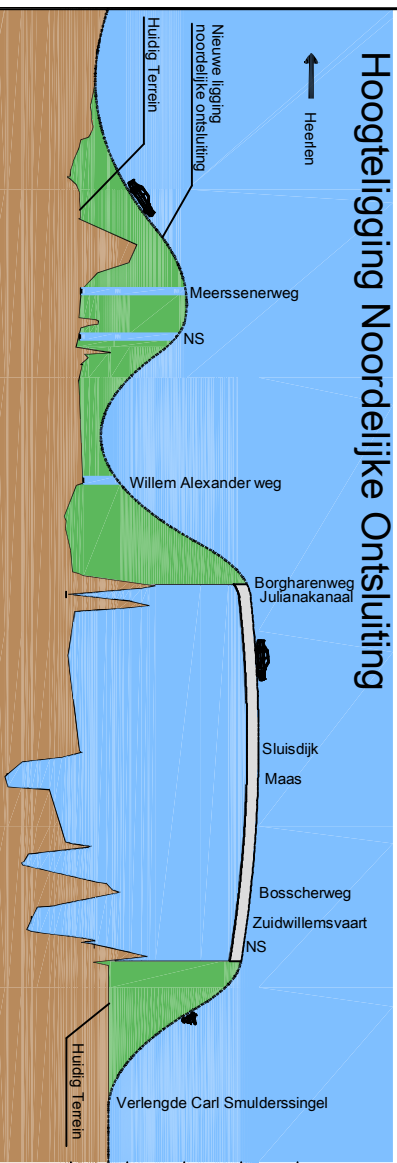 Hoogteligging Noordelijke Ontsluiting
Heerlen
Nieuwe ligging
noordelijke ontsluiting
Huidig Terrein
Meerssenerweg
NS
Willem Alexander weg
Borgharenweg
Julianakanaal
Sluisdijk
Maas
Bosscherweg
Zuidwillemsvaart
NS
Huidig Terrein
Verlengde Carl Smulderssingel